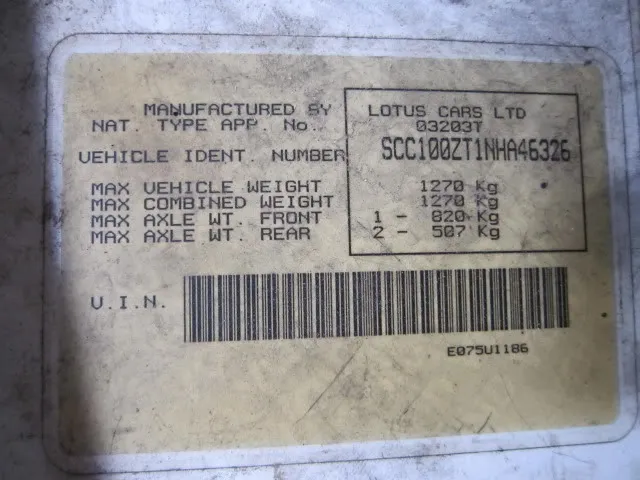 MANUFACTURED BY LOTUS CARS LTD
NAT. TYPE APP. No.. 03203T
VEHICLE IDENT. NUMBER SCC100ZT1NHA46326
MAX VEHICLE WEIGHT 1270 Kg
MAX COMBINED WEIGHT 1270 Kg
MAX AXLE WT. FRONT 1 - 820 Kg
MAX AXLE WT. REAR 2 - 507 Kg
V.I.N.
E075U1186